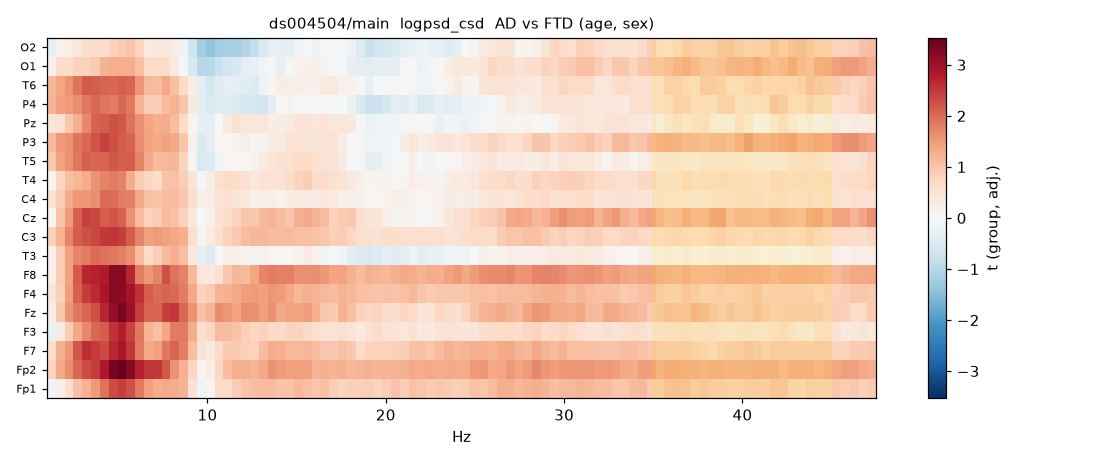 ds004504/main logpsd_csd AD vs FTD (age, sex)
O2
O1
T6
P4
Pz
P3
T5
T4
C4
Cz
C3
T3
F8
F4
Fz
F3
F7
Fp2
Fp1
10 20 30 40
Hz
3
2
1
0
−1
−2
−3
t (group, adj.)